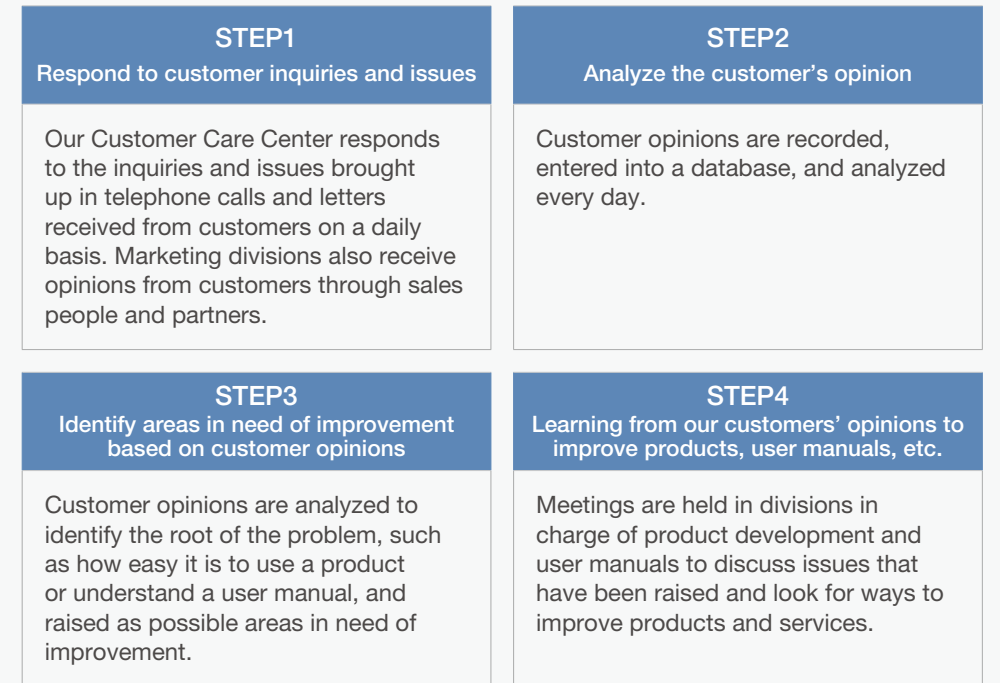 STEP1
Respond to customer inquiries and issues
Our Customer Care Center responds
to the inquiries and issues brought
up in telephone calls and letters
received from customers on a daily
basis. Marketing divisions also receive
opinions from customers through sales
people and partners.
STEP2
Analyze the customer’s opinion
Customer opinions are recorded,
entered into a database, and analyzed
every day.
STEP3
Identify areas in need of improvement
based on customer opinions
Customer opinions are analyzed to
identify the root of the problem, such
as how easy it is to use a product
or understand a user manual, and
raised as possible areas in need of
improvement.
STEP4
Learning from our customers’ opinions to
improve products, user manuals, etc.
Meetings are held in divisions in
charge of product development and
user manuals to discuss issues that
have been raised and look for ways to
improve products and services.